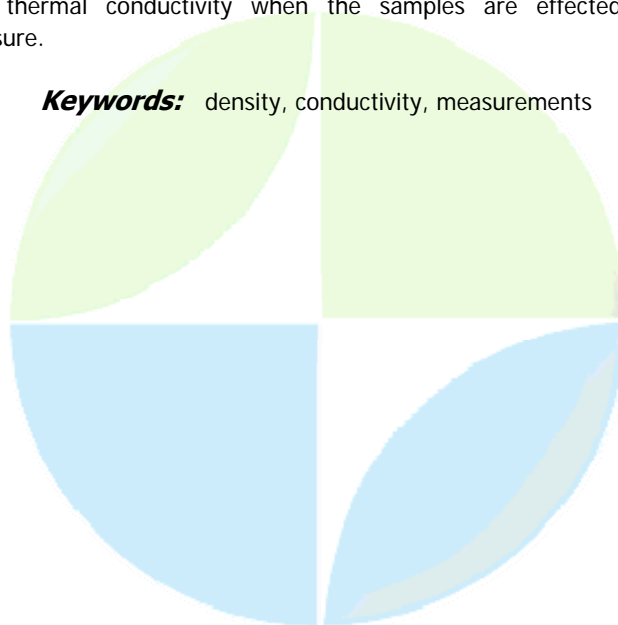 thermal conductivity when the samples are effected
sure.
Keywords: density, conductivity, measurements